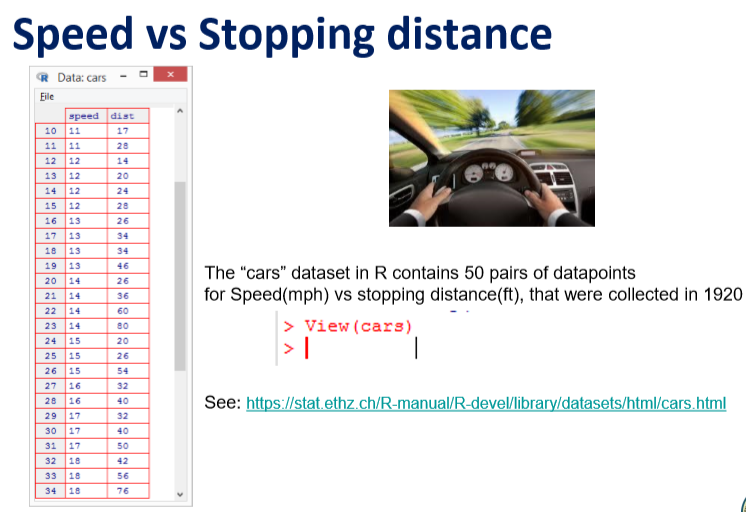 Speed vs Stopping distance
Data: cars
File
speed dist
10 11 17
11 11 28
12 12 14
13 12 20
14 12 24
15 12 28
16 13 26
17 13 34
18 13 34
19 13 46
20 14 26
21 14 36
22 14 60
23 14 80
24 15 20
25 15 26
26 15 54
27 16 32
28 16 40
29 17 32
30 17 40
31 17 50
32 18 42
33 18 56
34 18 76
The “cars” dataset in R contains 50 pairs of datapoints
for Speed(mph) vs stopping distance(ft), that were collected in 1920
> View(cars)
>
See: https://stat.ethz.ch/R-manual/R-devel/library/datasets/html/cars.html